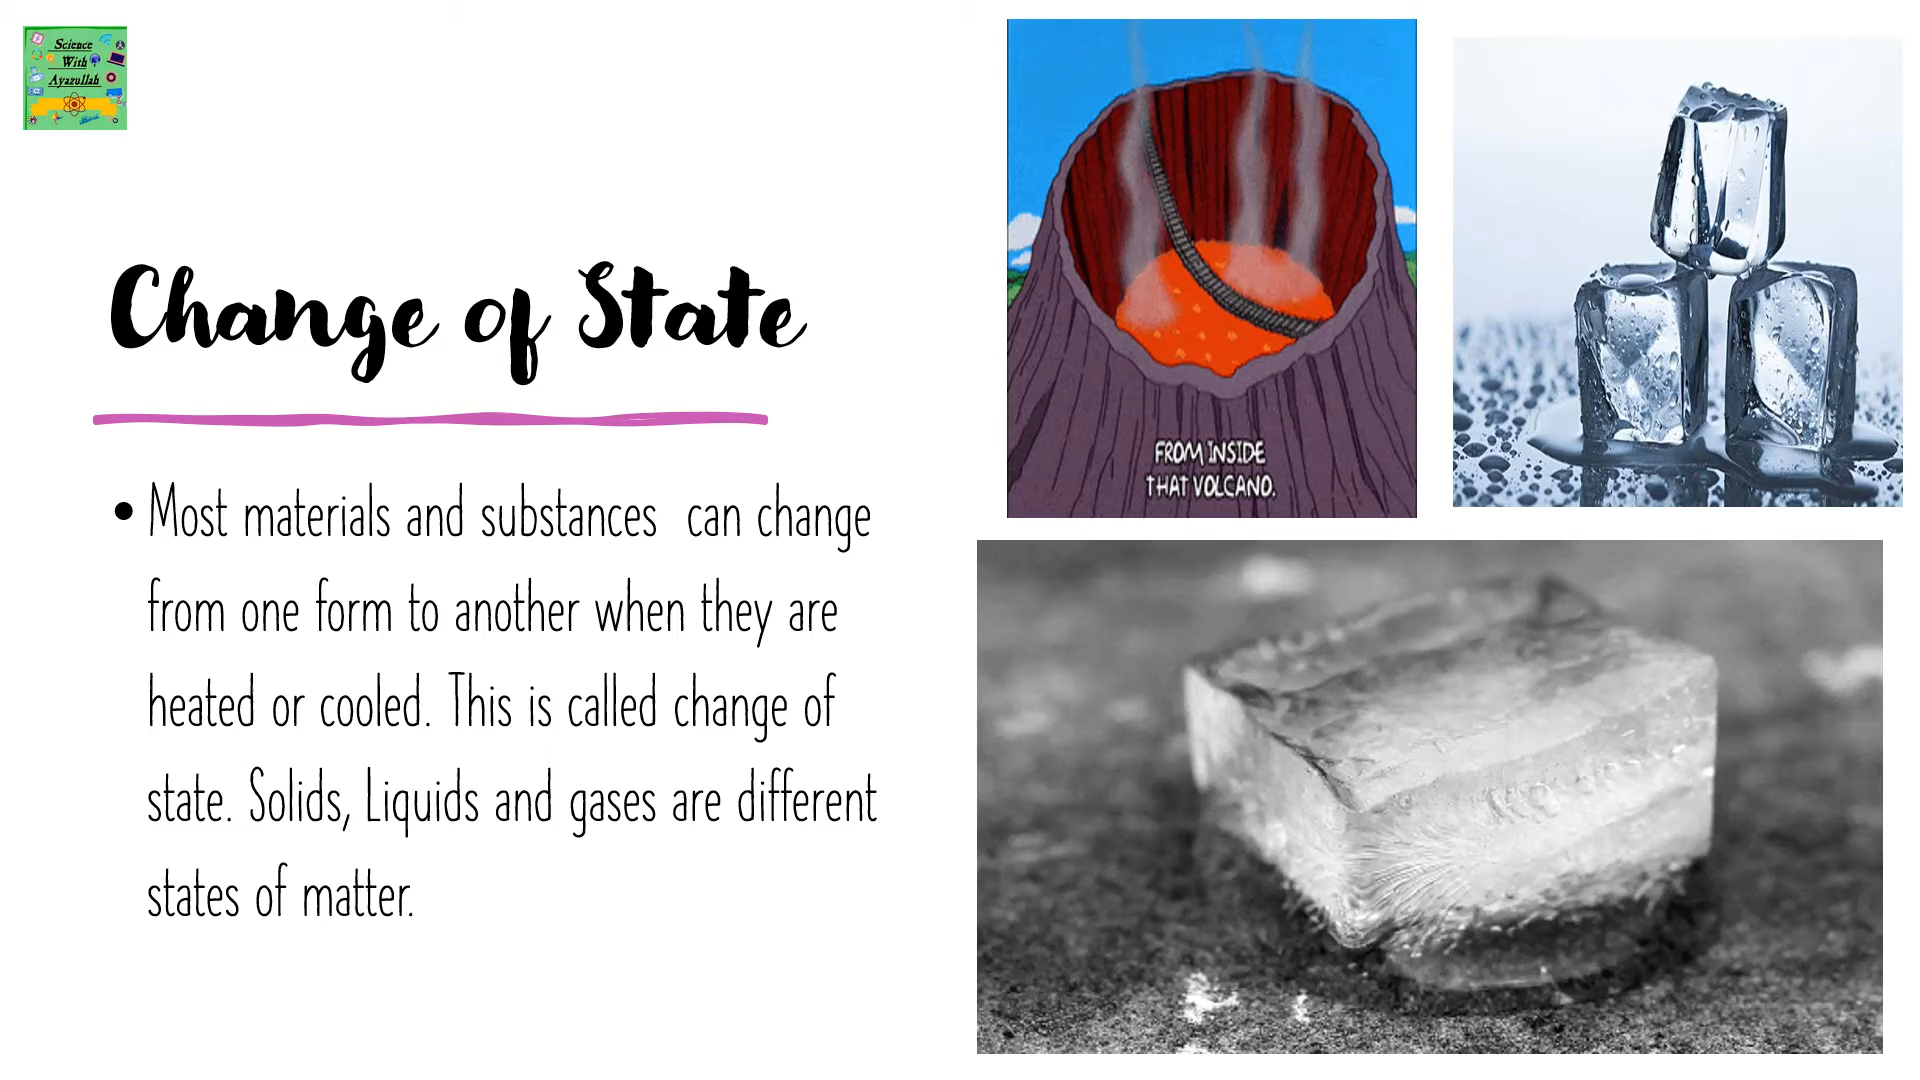 Science
With
Ayazullah
Change of State
• Most materials and substances can change
from one form to another when they are
heated or cooled. This is called change of
state. Solids, Liquids and gases are different
states of matter.
FROM INSIDE
THAT VOLCANO.